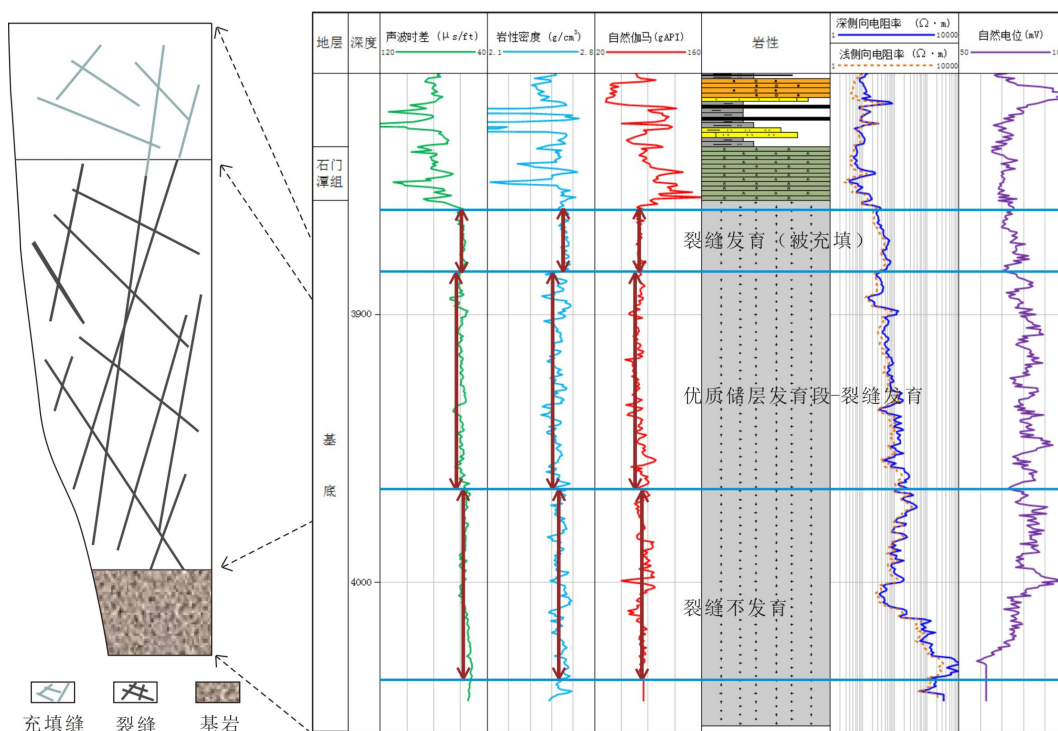 地层
深度
声波时差(μs/ft)
120
40
岩性密度(g/cm³)
2.1
2.8
自然伽马(gAPI)
20
160
岩性
深侧向电阻率(Ω·m)
1
10000
浅侧向电阻率(Ω·m)
1
10000
自然电位(mV)
石门
潭组
裂缝发育(被充填)
3900
优质储层发育段-裂缝发育
基
底
4000
裂缝不发育
充填缝
裂缝
基岩